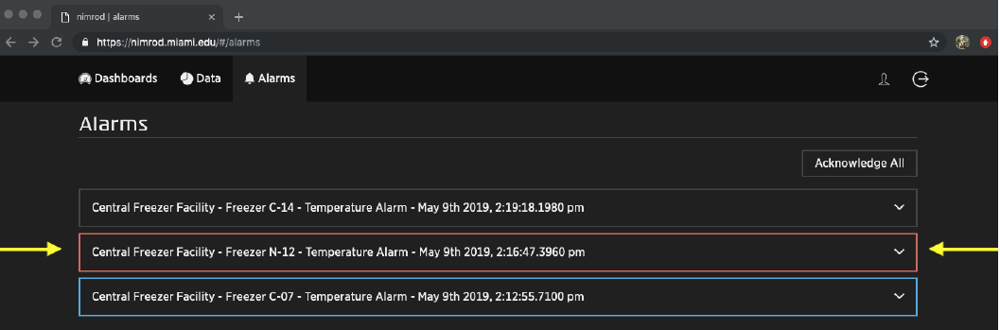 nimrod | alarms
https://nimrod.miami.edu/#/alarms
Dashboards Data Alarms
Alarms
Acknowledge All
Central Freezer Facility - Freezer C-14 - Temperature Alarm - May 9th 2019, 2:19:18.1980 pm
Central Freezer Facility - Freezer N-12 - Temperature Alarm - May 9th 2019, 2:16:47.3960 pm
Central Freezer Facility - Freezer C-07 - Temperature Alarm - May 9th 2019, 2:12:55.7100 pm